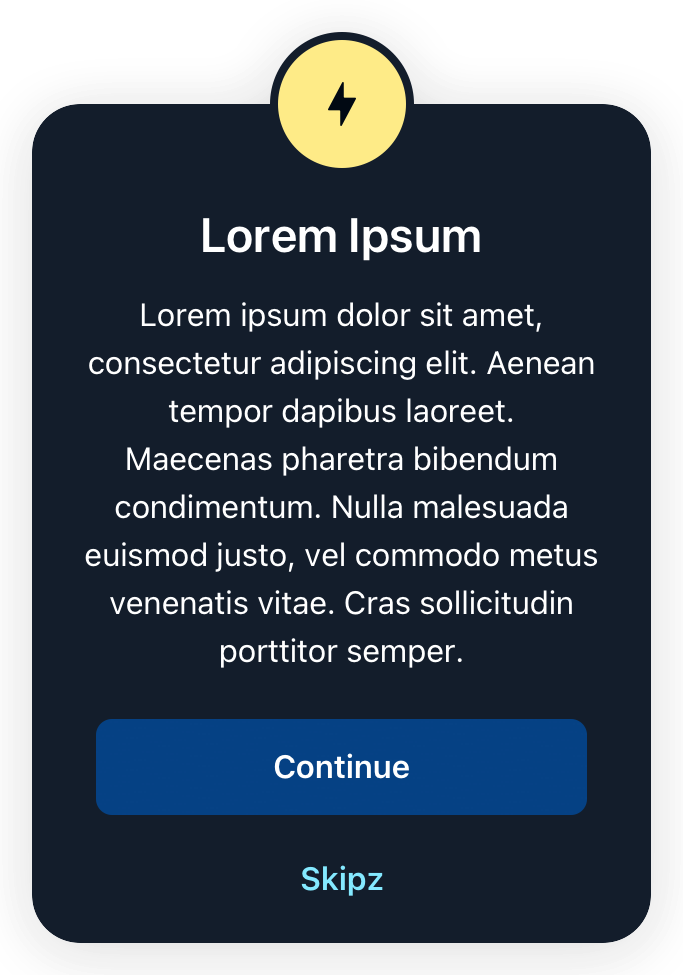 Lorem Ipsum
Lorem ipsum dolor sit amet,
consectetur adipiscing elit. Aenean
tempor dapibus laoreet.
Maecenas pharetra bibendum
condimentum. Nulla malesuada
euismod justo, vel commodo metus
venenatis vitae. Cras sollicitudin
porttitor semper.
Continue
Skipz